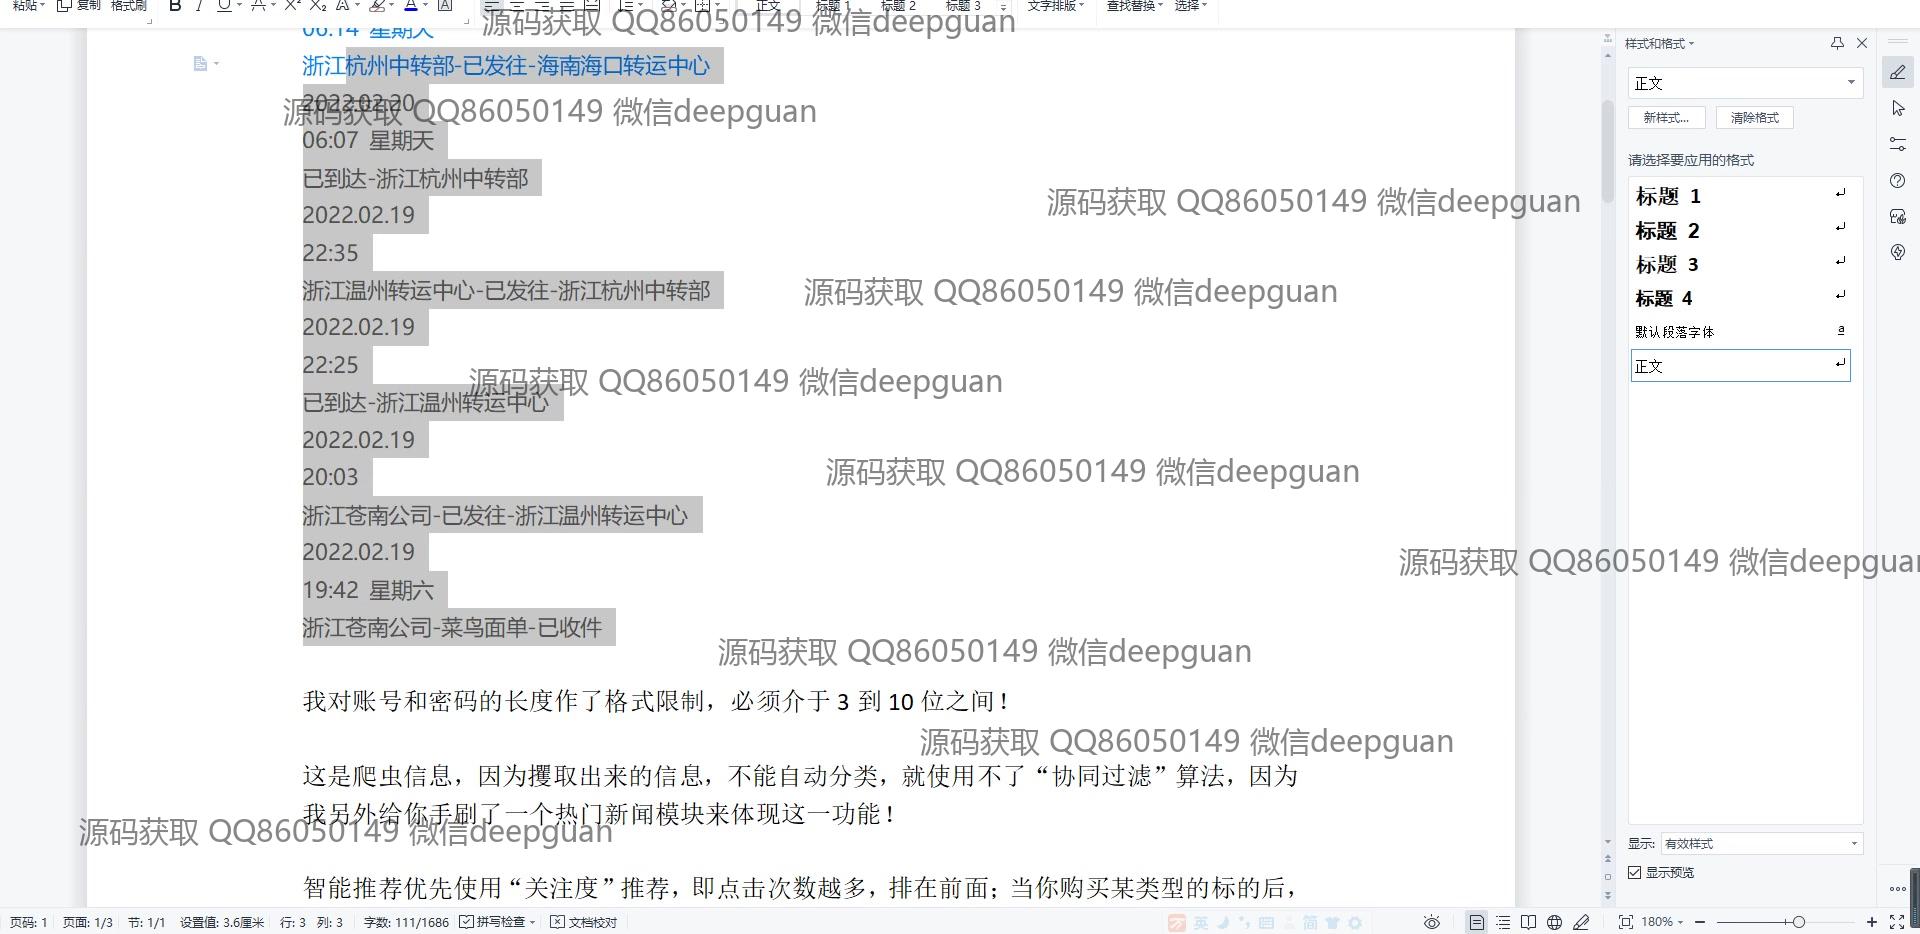 粘贴 复制 格式刷 B I U A X² X₂ A A A 正文 标题 1 标题 2 标题 3 文字排版 查找替换 选择
源码获取 QQ86050149 微信deepguan
06:14 星期天
样式和格式
浙江杭州中转部-已发往-海南海口转运中心
正文
2022.02.20
源码获取 QQ86050149 微信deepguan
新样式... 清除格式
06:07 星期天
请选择要应用的格式
已到达-浙江杭州中转部
标题 1
源码获取 QQ86050149 微信deepguan
2022.02.19
标题 2
22:35
标题 3
浙江温州转运中心-已发往-浙江杭州中转部
源码获取 QQ86050149 微信deepguan
标题 4
2022.02.19
默认段落字体 a
22:25
正文
源码获取 QQ86050149 微信deepguan
已到达-浙江温州转运中心
2022.02.19
20:03
源码获取 QQ86050149 微信deepguan
浙江苍南公司-已发往-浙江温州转运中心
2022.02.19
源码获取 QQ86050149 微信deepguan
19:42 星期六
浙江苍南公司-菜鸟面单-已收件
源码获取 QQ86050149 微信deepguan
我对账号和密码的长度作了格式限制，必须介于 3 到 10 位之间！
源码获取 QQ86050149 微信deepguan
这是爬虫信息，因为攫取出来的信息，不能自动分类，就使用不了“协同过滤”算法，因为
我另外给你手刷了一个热门新闻模块来体现这一功能！
源码获取 QQ86050149 微信deepguan
显示: 有效样式
显示预览
智能推荐优先使用“关注度”推荐，即点击次数越多，排在前面；当你购买某类型的标的后，
页码: 1 页面: 1/3 节: 1/1 设置值: 3.6厘米 行: 3 列: 3 字数: 111/1686 拼写检查 文档校对 英 简 180%